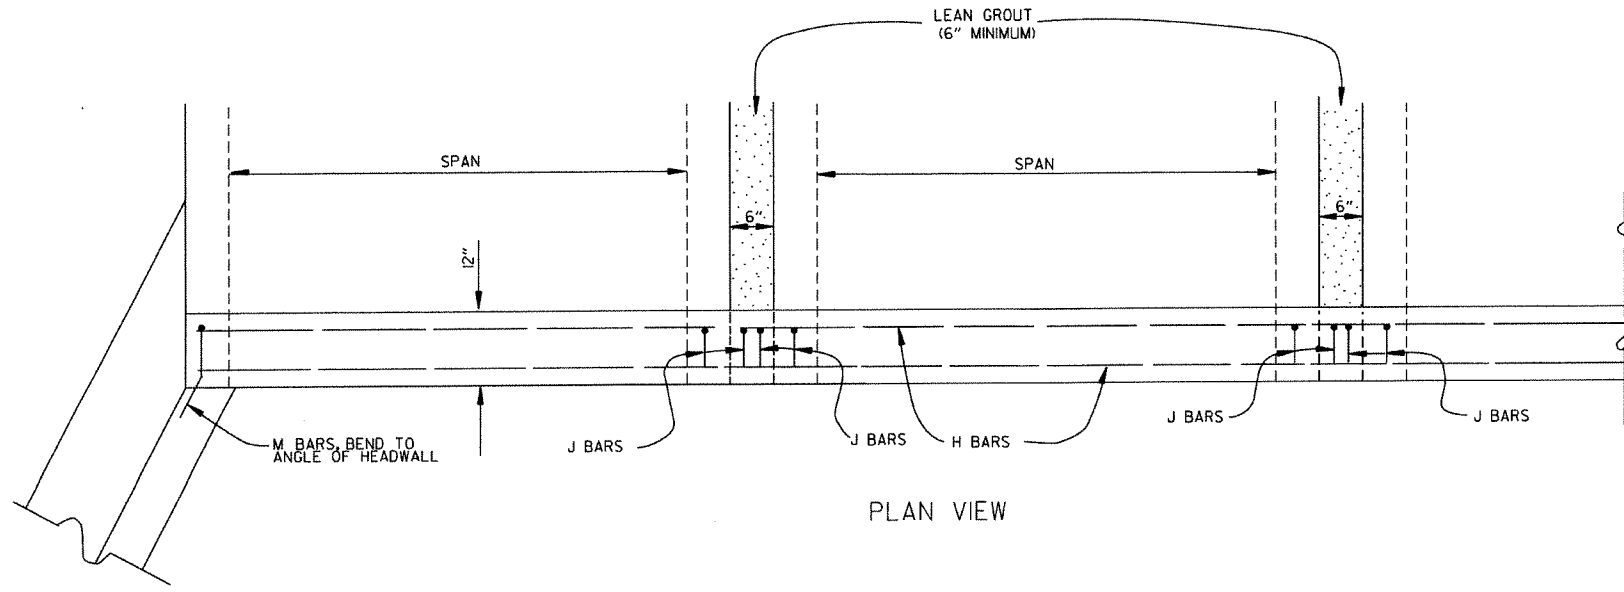 LEAN GROUT
(6" MINIMUM)
SPAN
SPAN
6"
6"
12"
M BARS, BEND TO
ANGLE OF HEADWALL
J BARS
J BARS
H BARS
J BARS
J BARS
PLAN VIEW